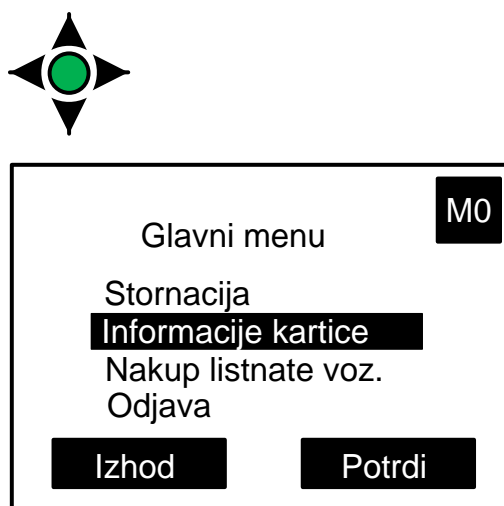 M0
Glavni menu
Stornacija
Informacije kartice
Nakup listnate voz.
Odjava
Izhod
Potrdi